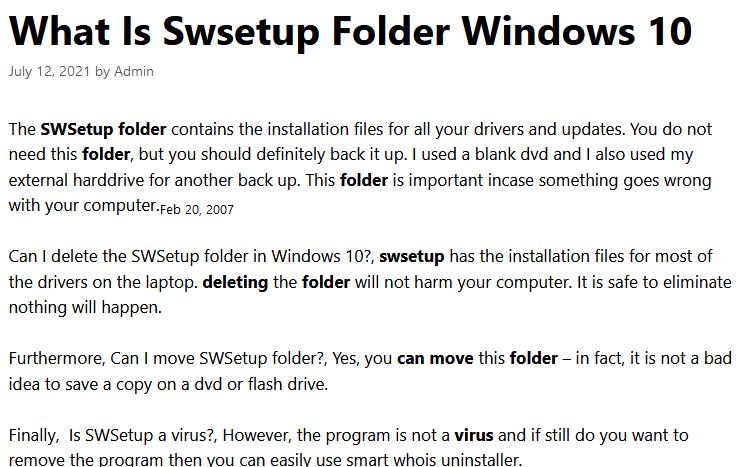 What Is Swsetup Folder Windows 10
July 12, 2021 by Admin
The SWSetup folder contains the installation files for all your drivers and updates. You do not
need this folder, but you should definitely back it up. I used a blank dvd and I also used my
external harddrive for another back up. This folder is important incase something goes wrong
with your computer.Feb 20, 2007
Can I delete the SWSetup folder in Windows 10?, swsetup has the installation files for most of
the drivers on the laptop. deleting the folder will not harm your computer. It is safe to eliminate
nothing will happen.
Furthermore, Can I move SWSetup folder?, Yes, you can move this folder – in fact, it is not a bad
idea to save a copy on a dvd or flash drive.
Finally,  Is SWSetup a virus?, However, the program is not a virus and if still do you want to
remove the program then you can easily use smart whois uninstaller.